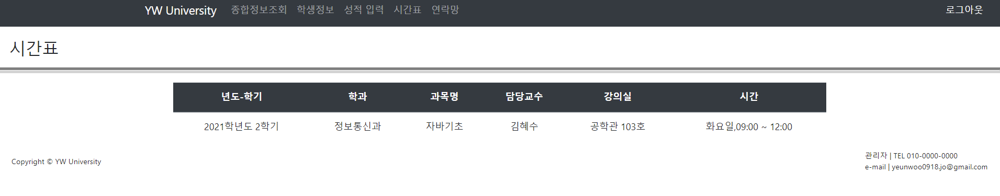 YW University 종합정보조회 학생정보 성적 입력 시간표 연락망 로그아웃
시간표
년도-학기 학과 과목명 담당교수 강의실 시간
2021학년도 2학기 정보통신과 자바기초 김혜수 공학관 103호 화요일,09:00 ~ 12:00
관리자 | TEL 010-0000-0000
Copyright © YW University
e-mail | yeunwoo0918.jo@gmail.com